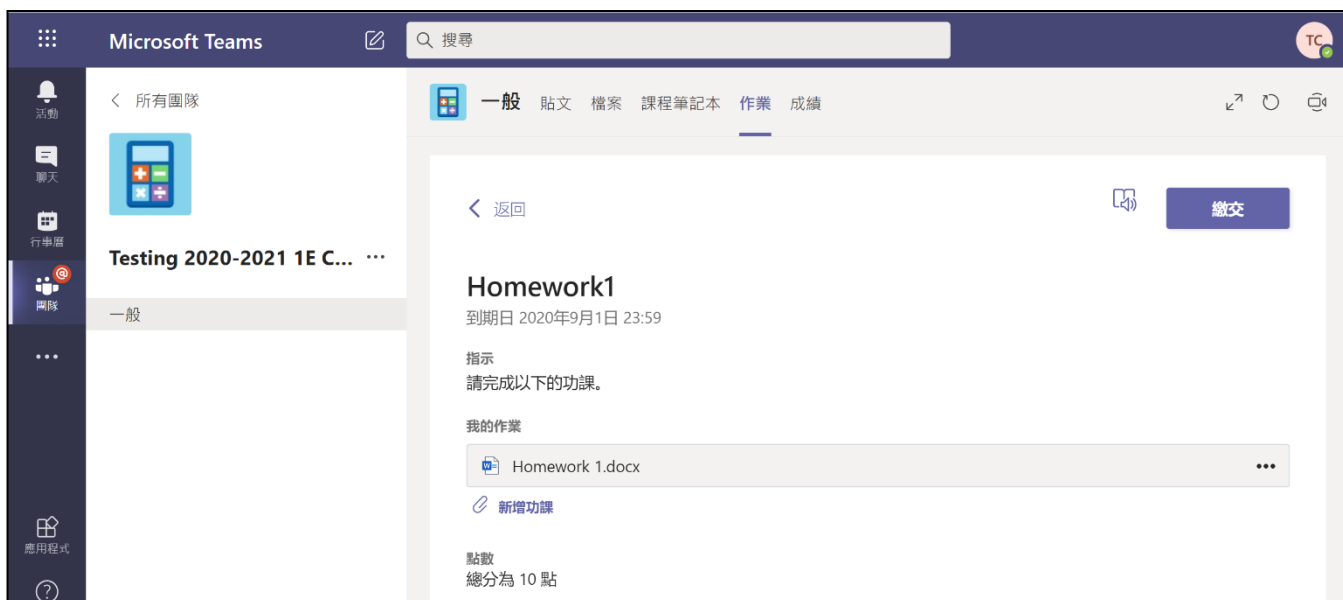 Microsoft Teams
搜尋
TC
活動
聊天
行事曆
團隊
應用程式
所有團隊
Testing 2020-2021 1E C... ...
一般
一般 貼文 檔案 課程筆記本 作業 成績
返回
繳交
Homework1
到期日 2020年9月1日 23:59
指示
請完成以下的功課。
我的作業
Homework 1.docx
新增功課
點數
總分為 10 點